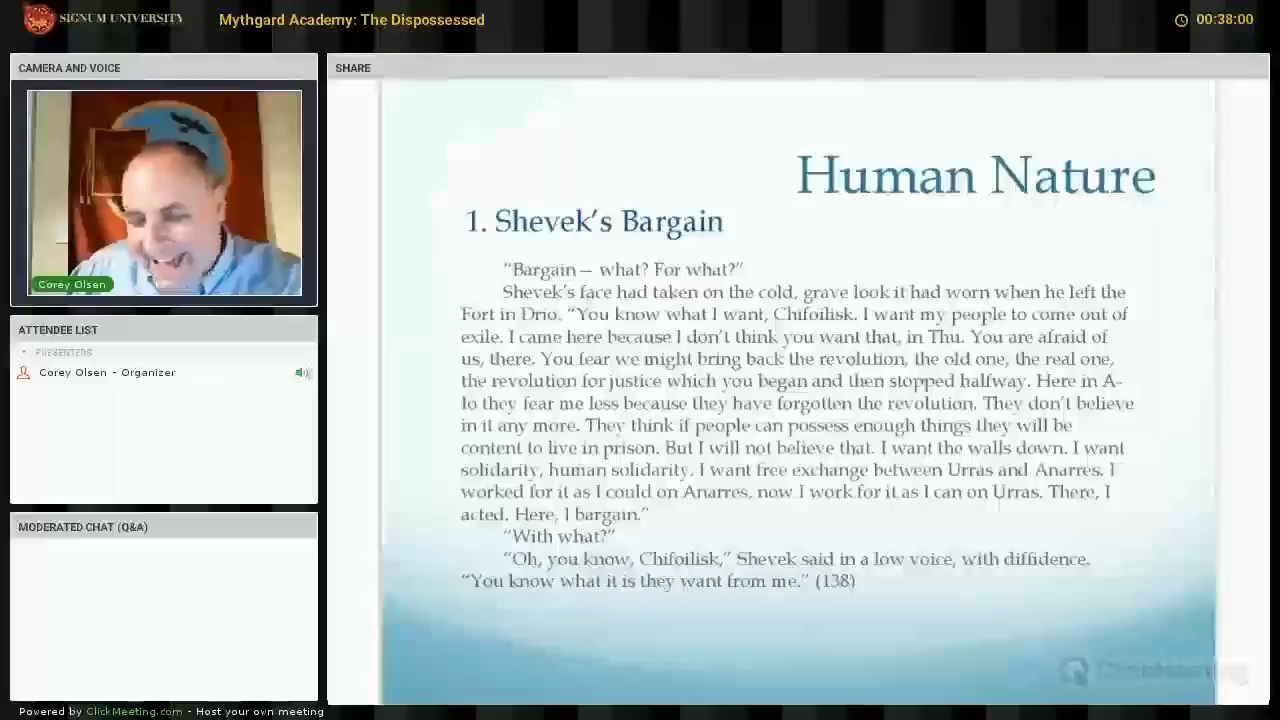 SIGNUM UNIVERSITY
Mythgard Academy: The Dispossessed
00:38:00
CAMERA AND VOICE
SHARE
Corey Olsen
ATTENDEE LIST
PRESENTERS
Corey Olsen - Organizer
MODERATED CHAT (Q&A)
Human Nature
1. Shevek’s Bargain
“Bargain — what? For what?”
Shevek’s face had taken on the cold, grave look it had worn when he left the
Fort in Drio. “You know what I want, Chifoilisk. I want my people to come out of
exile. I came here because I don’t think you want that, in Thu. You are afraid of
us, there. You fear we might bring back the revolution, the old one, the real one,
the revolution for justice which you began and then stopped halfway. Here in A-
Io they fear me less because they have forgotten the revolution. They don’t believe
in it any more. They think if people can possess enough things they will be
content to live in prison. But I will not believe that. I want the walls down. I want
solidarity, human solidarity. I want free exchange between Urras and Anarres. I
worked for it as I could on Anarres, now I work for it as I can on Urras. There, I
acted. Here, I bargain.”
“With what?”
“Oh, you know, Chifoilisk,” Shevek said in a low voice, with diffidence.
“You know what it is they want from me.” (138)
ClickMeeting
Powered by ClickMeeting.com - Host your own meeting